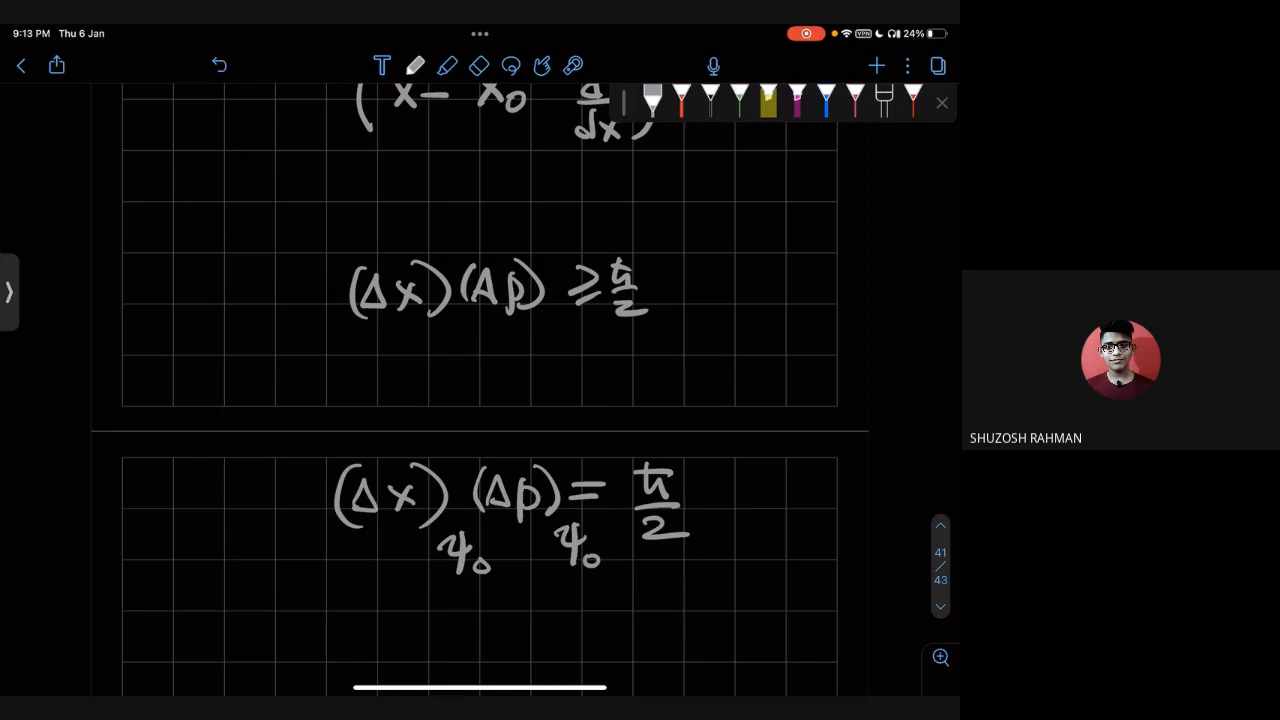 9:13 PM Thu 6 Jan
VPN 24%
T
( x - x₀ d/dx )
(Δx)(Δp) ≥ ℏ/2
(Δx)ψ₀ (Δp)ψ₀ = ℏ/2
41
/
43
SHUZOSH RAHMAN